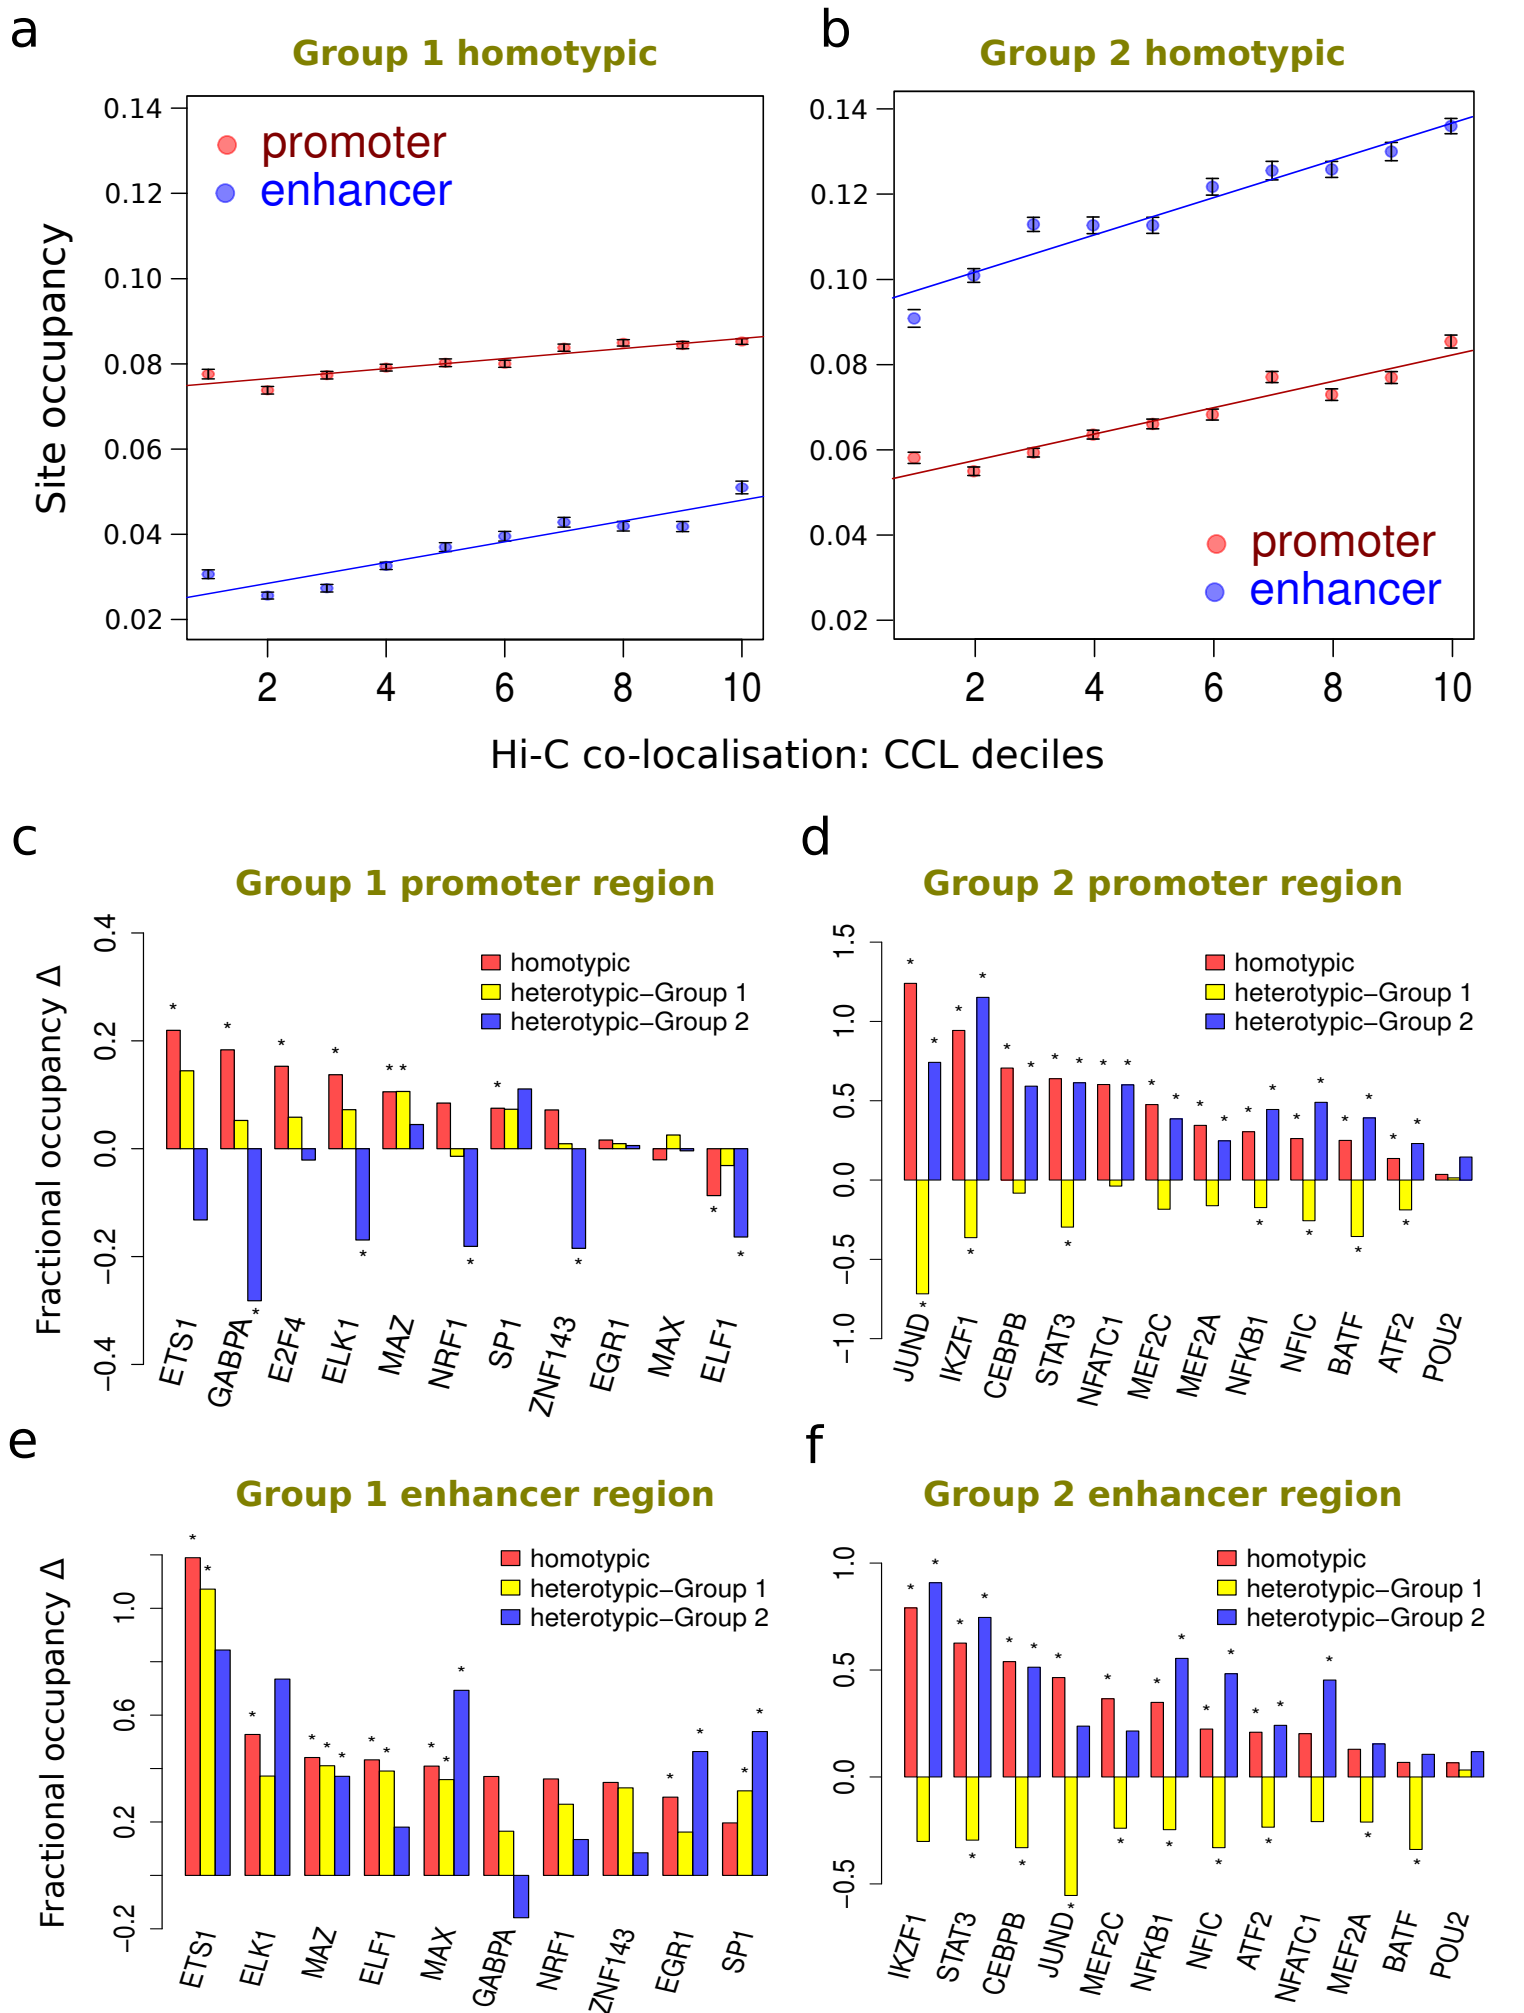 a
Group 1 homotypic
0.14
0.12
0.10
0.08
0.06
0.04
0.02
Site occupancy
promoter
enhancer
2 4 6 8 10
b
Group 2 homotypic
0.14
0.12
0.10
0.08
0.06
0.04
0.02
promoter
enhancer
2 4 6 8 10
Hi-C co-localisation: CCL deciles
c
Group 1 promoter region
Fractional occupancy Δ
0.4
0.2
0.0
−0.2
−0.4
homotypic
heterotypic−Group 1
heterotypic−Group 2
* * * * * * * * * * * * *
ETS1 GABPA E2F4 ELK1 MAZ NRF1 SP1 ZNF143 EGR1 MAX ELF1
d
Group 2 promoter region
1.5
1.0
0.5
0.0
−0.5
−1.0
homotypic
heterotypic−Group 1
heterotypic−Group 2
* * * * * * * * * * * * * * * * * * * * * * * * * * * * *
JUND IKZF1 CEBPB STAT3 NFATC1 MEF2C MEF2A NFKB1 NFIC BATF ATF2 POU2
e
Group 1 enhancer region
Fractional occupancy Δ
1.0
0.6
0.2
−0.2
homotypic
heterotypic−Group 1
heterotypic−Group 2
* * * * * * * * * * * * * * *
ETS1 ELK1 MAZ ELF1 MAX GABPA NRF1 ZNF143 EGR1 SP1
f
Group 2 enhancer region
1.0
0.5
0.0
−0.5
homotypic
heterotypic−Group 1
heterotypic−Group 2
* * * * * * * * * * * * * * * * * * * * * * * *
IKZF1 STAT3 CEBPB JUND MEF2C NFKB1 NFIC ATF2 NFATC1 MEF2A BATF POU2